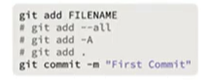 git add FILENAME
# git add --all
# git add -A
# git add .
git commit -m "First Commit"